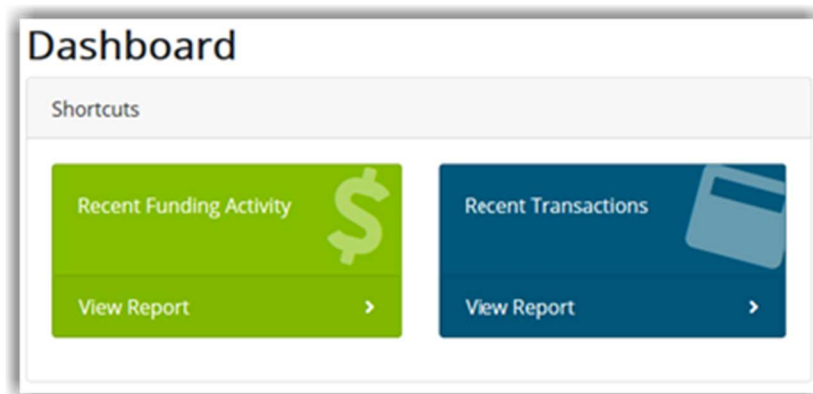 Dashboard
Shortcuts
Recent Funding Activity
$
View Report
Recent Transactions
View Report